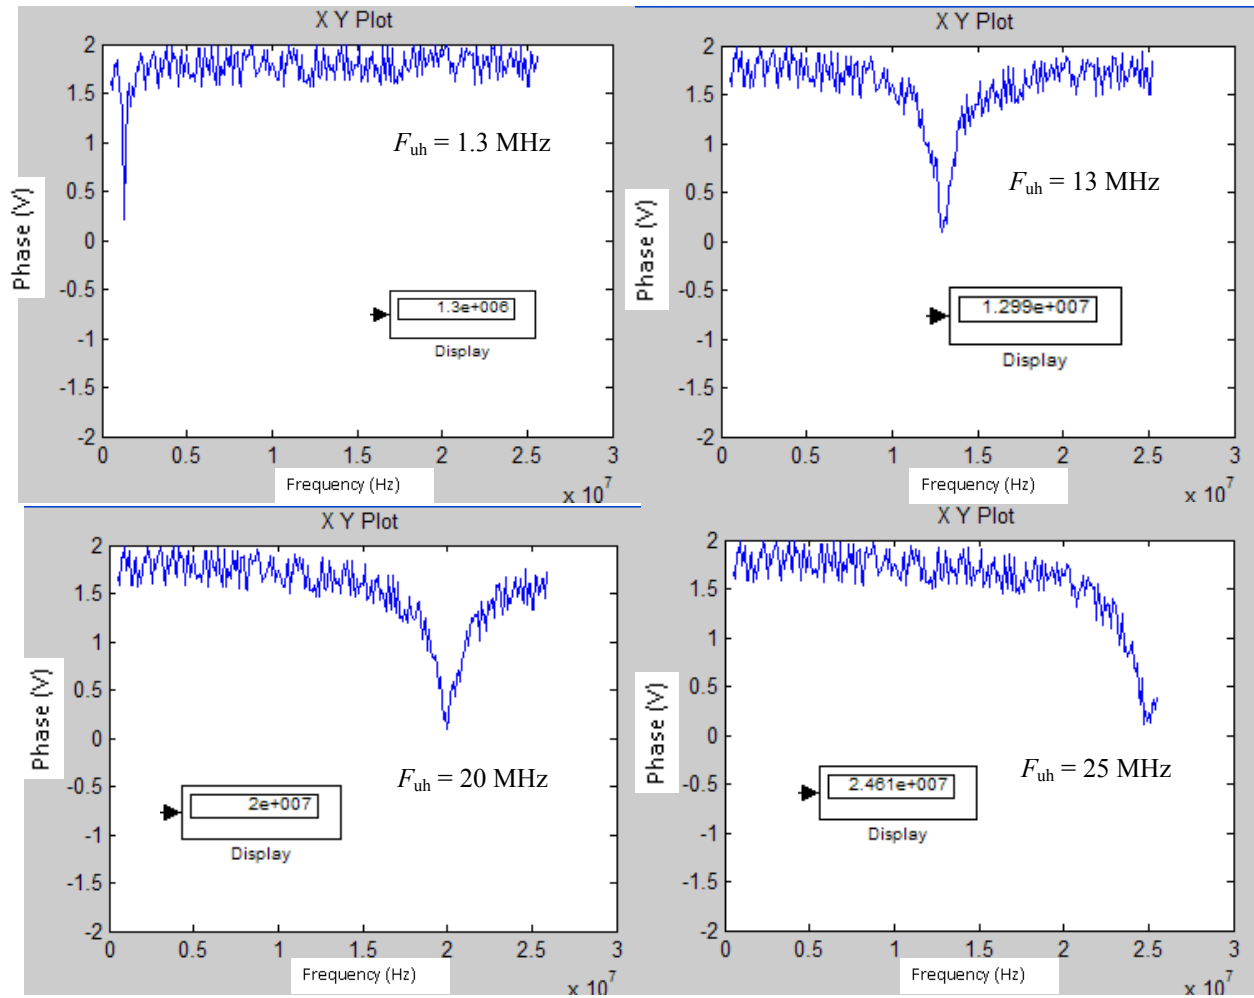 X Y Plot
2
1.5
1
0.5
0
-0.5
-1
-1.5
-2
Phase (V)
F_uh = 1.3 MHz
1.3e+006
Display
0 0.5 1 1.5 2 2.5 3
Frequency (Hz)
x 10^7
X Y Plot
2
1.5
1
0.5
0
-0.5
-1
-1.5
-2
Phase (V)
F_uh = 13 MHz
1.299e+007
Display
0 0.5 1 1.5 2 2.5 3
Frequency (Hz)
x 10^7
X Y Plot
2
1.5
1
0.5
0
-0.5
-1
-1.5
-2
Phase (V)
F_uh = 20 MHz
2e+007
Display
0 0.5 1 1.5 2 2.5 3
Frequency (Hz)
x 10^7
X Y Plot
2
1.5
1
0.5
0
-0.5
-1
-1.5
-2
Phase (V)
F_uh = 25 MHz
2.461e+007
Display
0 0.5 1 1.5 2 2.5 3
Frequency (Hz)
x 10^7